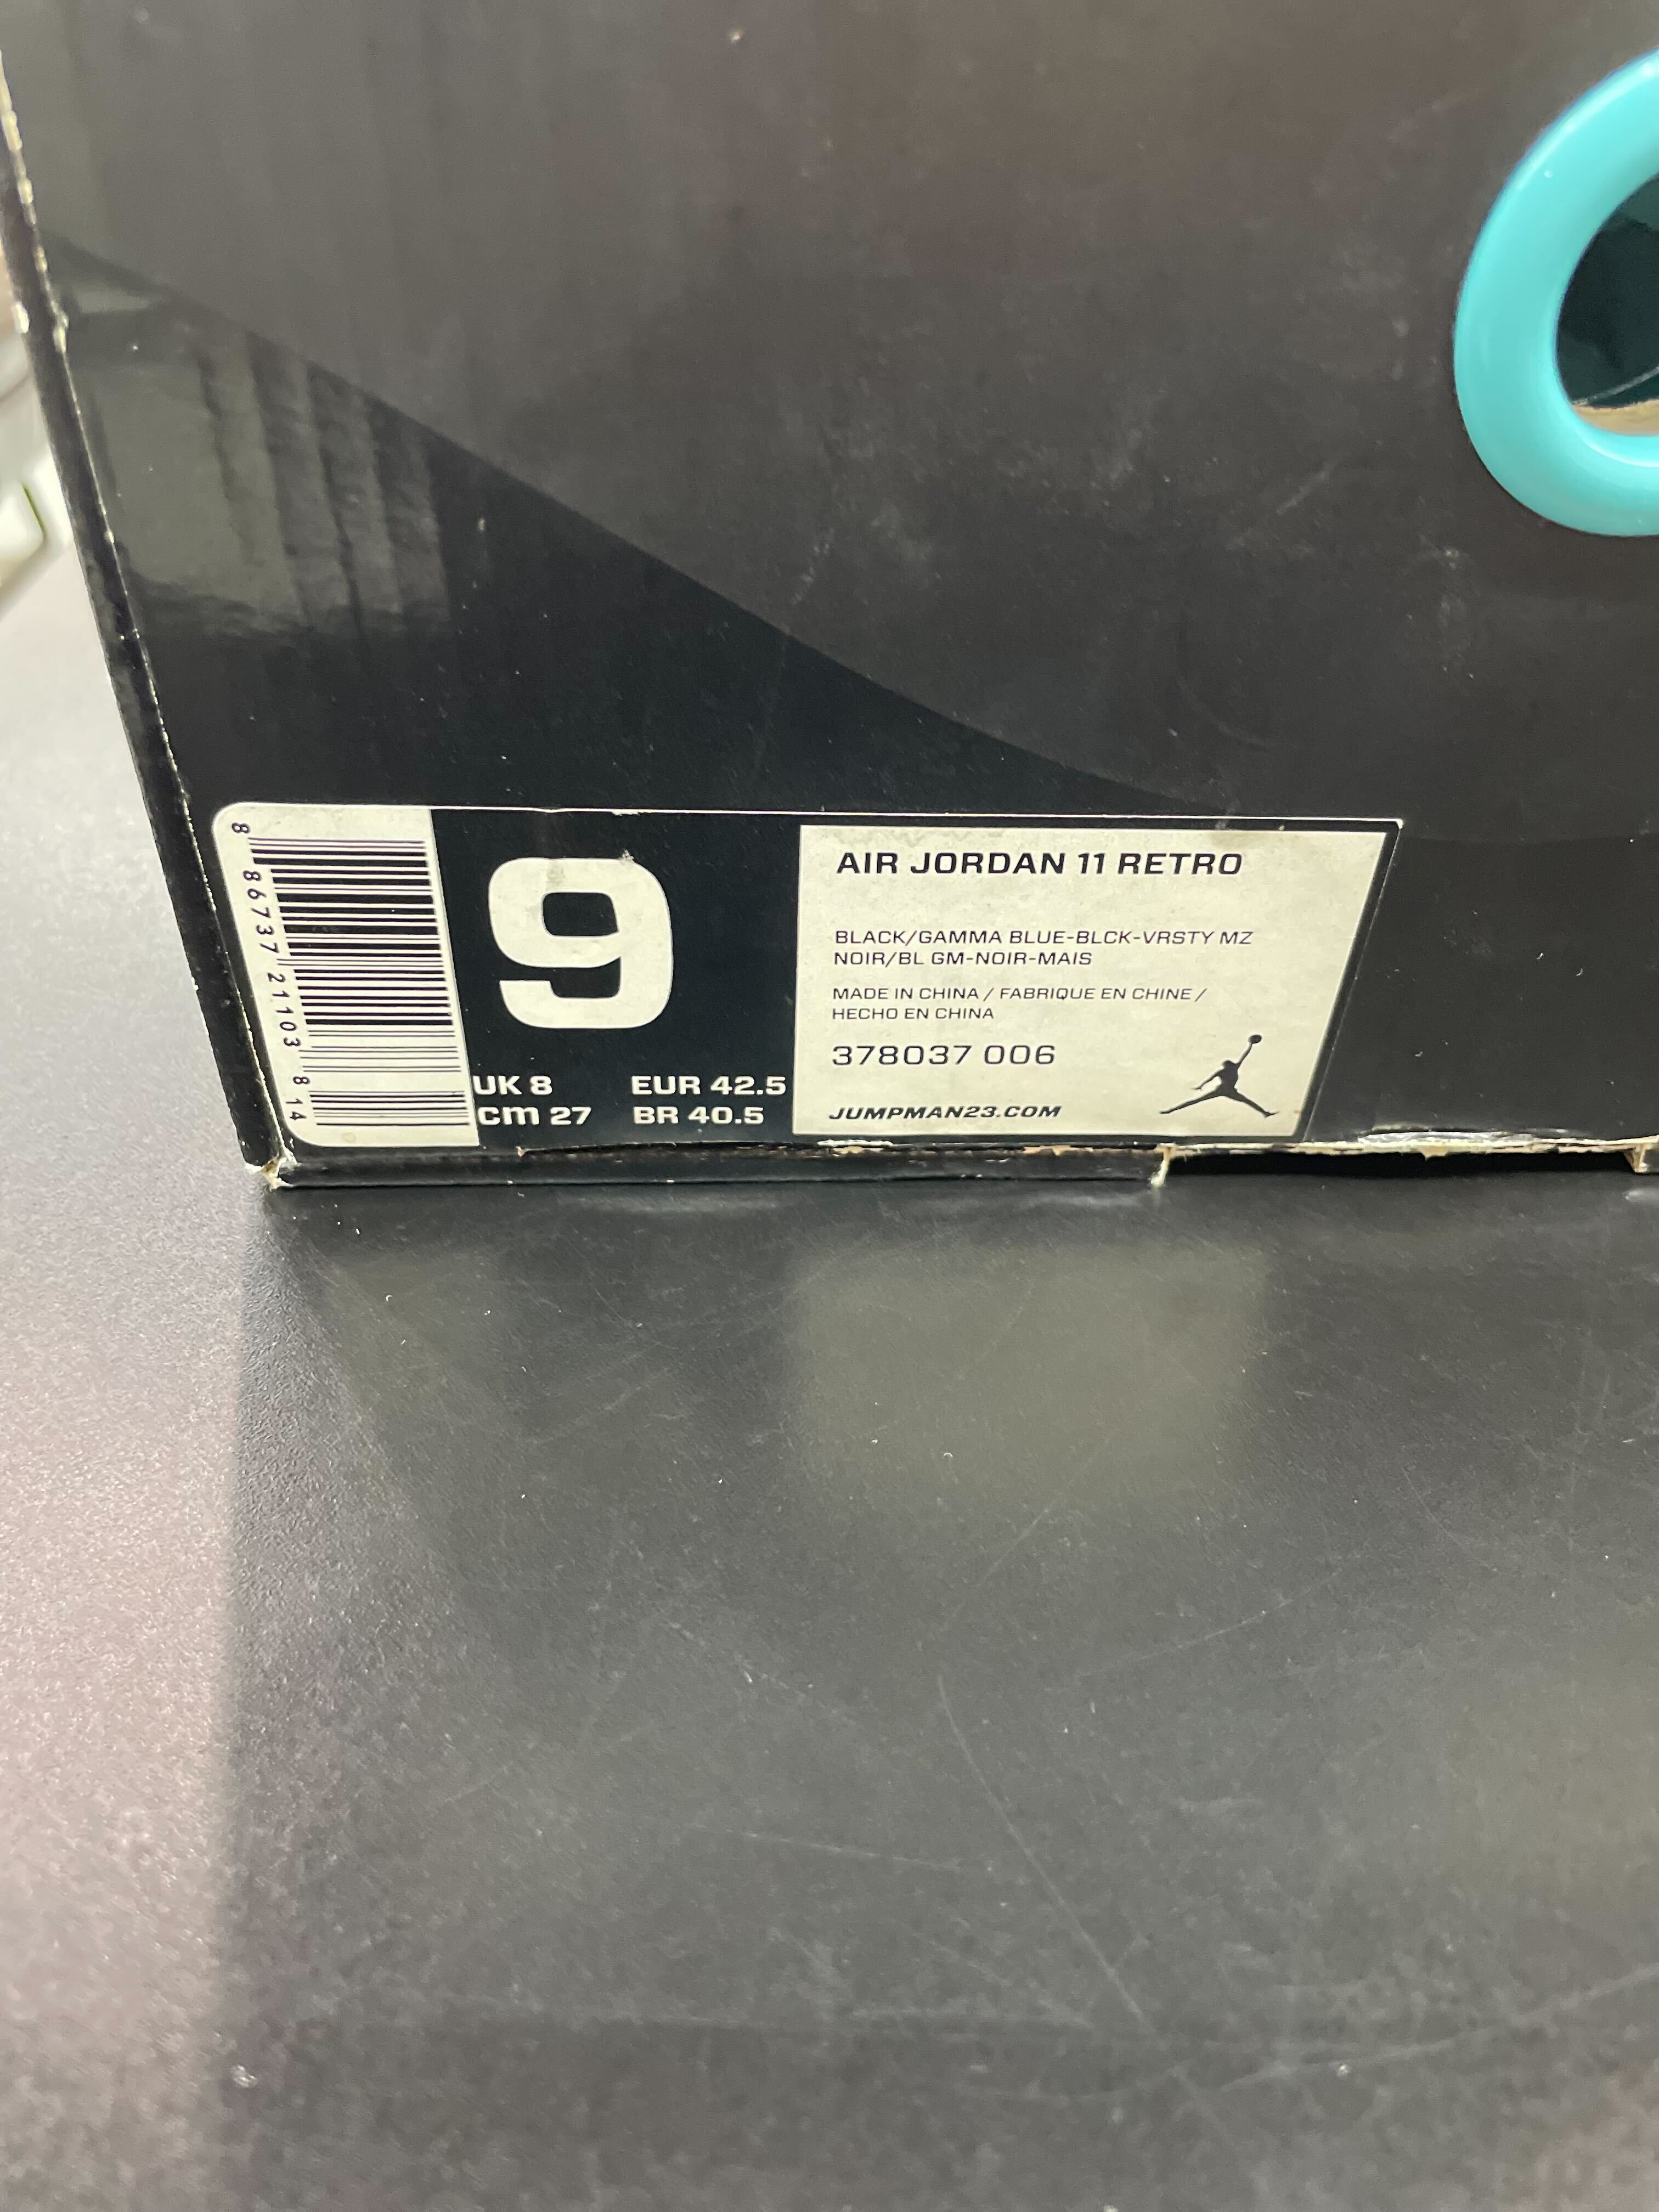 8 86737 21103 8 14
9
UK 8 EUR 42.5
cm 27 BR 40.5
AIR JORDAN 11 RETRO
BLACK/GAMMA BLUE-BLCK-VRSTY MZ
NOIR/BL GM-NOIR-MAIS
MADE IN CHINA / FABRIQUE EN CHINE /
HECHO EN CHINA
378037 006
JUMPMAN23.COM